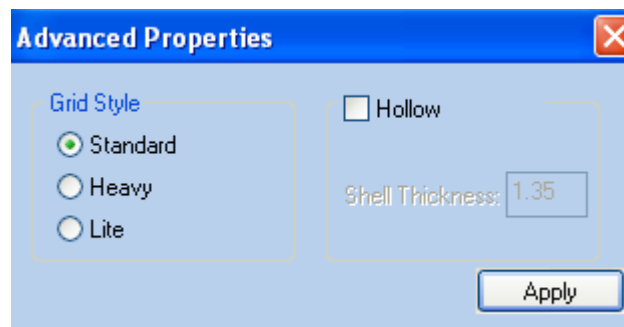 Advanced Properties
Grid Style
Standard
Heavy
Lite
Hollow
Shell Thickness: 1.35
Apply